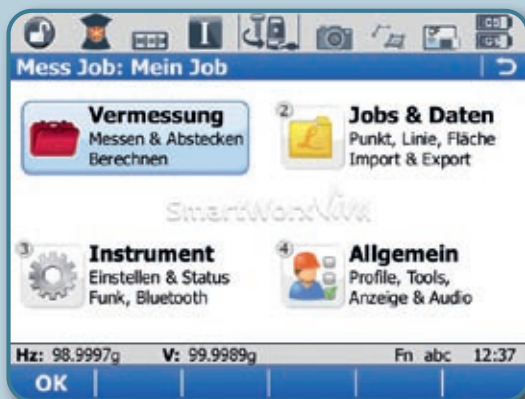 I
CS
GS
Mess Job: Mein Job
Vermessung
Messen & Abstecken
Berechnen
2
Jobs & Daten
Punkt, Linie, Fläche
Import & Export
SmartWorx Viva
3
Instrument
Einstellen & Status
Funk, Bluetooth
4
Allgemein
Profile, Tools,
Anzeige & Audio
Hz: 98.9997g V: 99.9989g Fn abc 12:37
OK